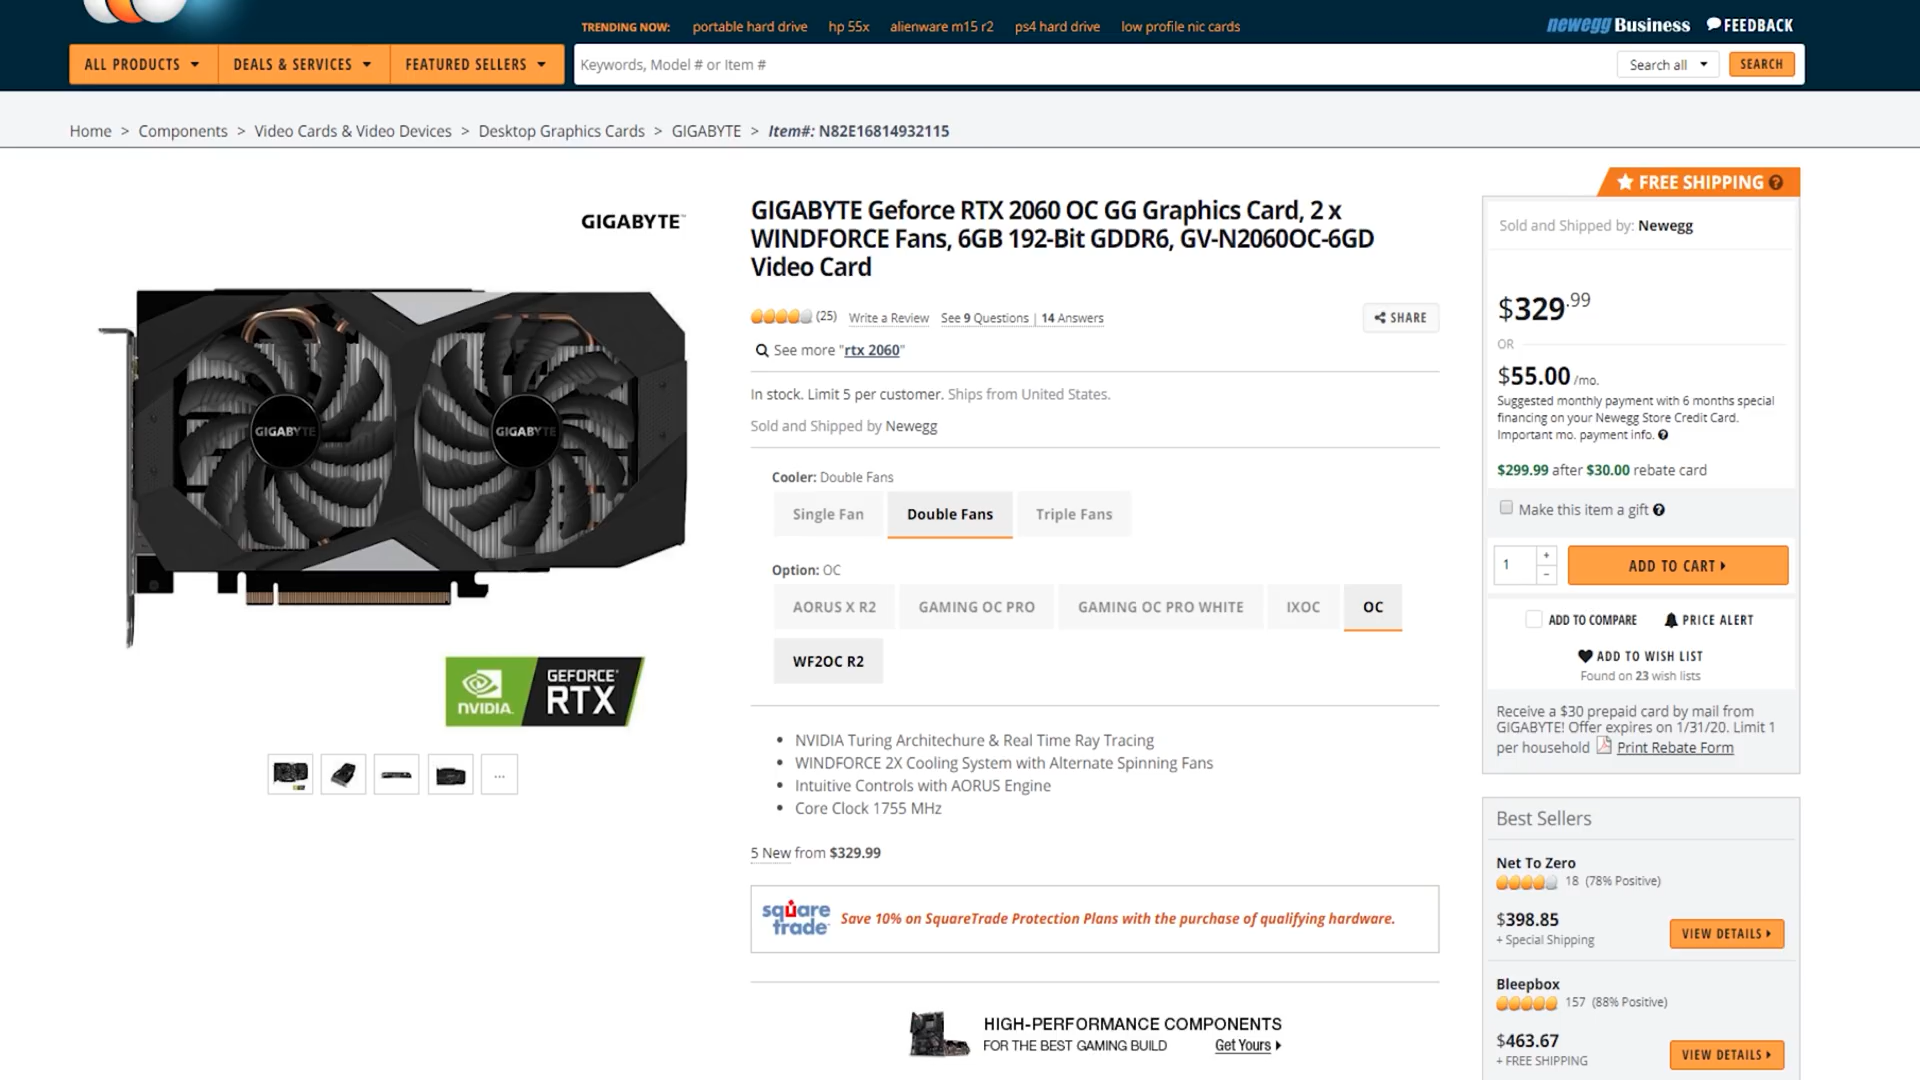 TRENDING NOW: portable hard drive hp 55x alienware m15 r2 ps4 hard drive low profile nic cards
newegg Business FEEDBACK
ALL PRODUCTS DEALS & SERVICES FEATURED SELLERS Keywords, Model # or Item # Search all SEARCH
Home > Components > Video Cards & Video Devices > Desktop Graphics Cards > GIGABYTE > Item#: N82E16814932115
GIGABYTE™
GIGABYTE GIGABYTE
NVIDIA. GEFORCE® RTX
...
GIGABYTE Geforce RTX 2060 OC GG Graphics Card, 2 x
WINDFORCE Fans, 6GB 192-Bit GDDR6, GV-N2060OC-6GD
Video Card
(25) Write a Review See 9 Questions | 14 Answers SHARE
See more "rtx 2060"
In stock. Limit 5 per customer. Ships from United States.
Sold and Shipped by Newegg
Cooler: Double Fans
Single Fan Double Fans Triple Fans
Option: OC
AORUS X R2 GAMING OC PRO GAMING OC PRO WHITE IXOC OC
WF2OC R2
• NVIDIA Turing Architechure & Real Time Ray Tracing
• WINDFORCE 2X Cooling System with Alternate Spinning Fans
• Intuitive Controls with AORUS Engine
• Core Clock 1755 MHz
5 New from $329.99
square trade Save 10% on SquareTrade Protection Plans with the purchase of qualifying hardware.
HIGH-PERFORMANCE COMPONENTS
FOR THE BEST GAMING BUILD Get Yours
FREE SHIPPING ?
Sold and Shipped by: Newegg
$329.99
OR
$55.00 /mo.
Suggested monthly payment with 6 months special
financing on your Newegg Store Credit Card.
Important mo. payment info. ?
$299.99 after $30.00 rebate card
Make this item a gift ?
1 + - ADD TO CART
ADD TO COMPARE PRICE ALERT
ADD TO WISH LIST
Found on 23 wish lists
Receive a $30 prepaid card by mail from
GIGABYTE! Offer expires on 1/31/20. Limit 1
per household Print Rebate Form
Best Sellers
Net To Zero
18 (78% Positive)
$398.85
+ Special Shipping VIEW DETAILS
Bleepbox
157 (88% Positive)
$463.67
+ FREE SHIPPING VIEW DETAILS